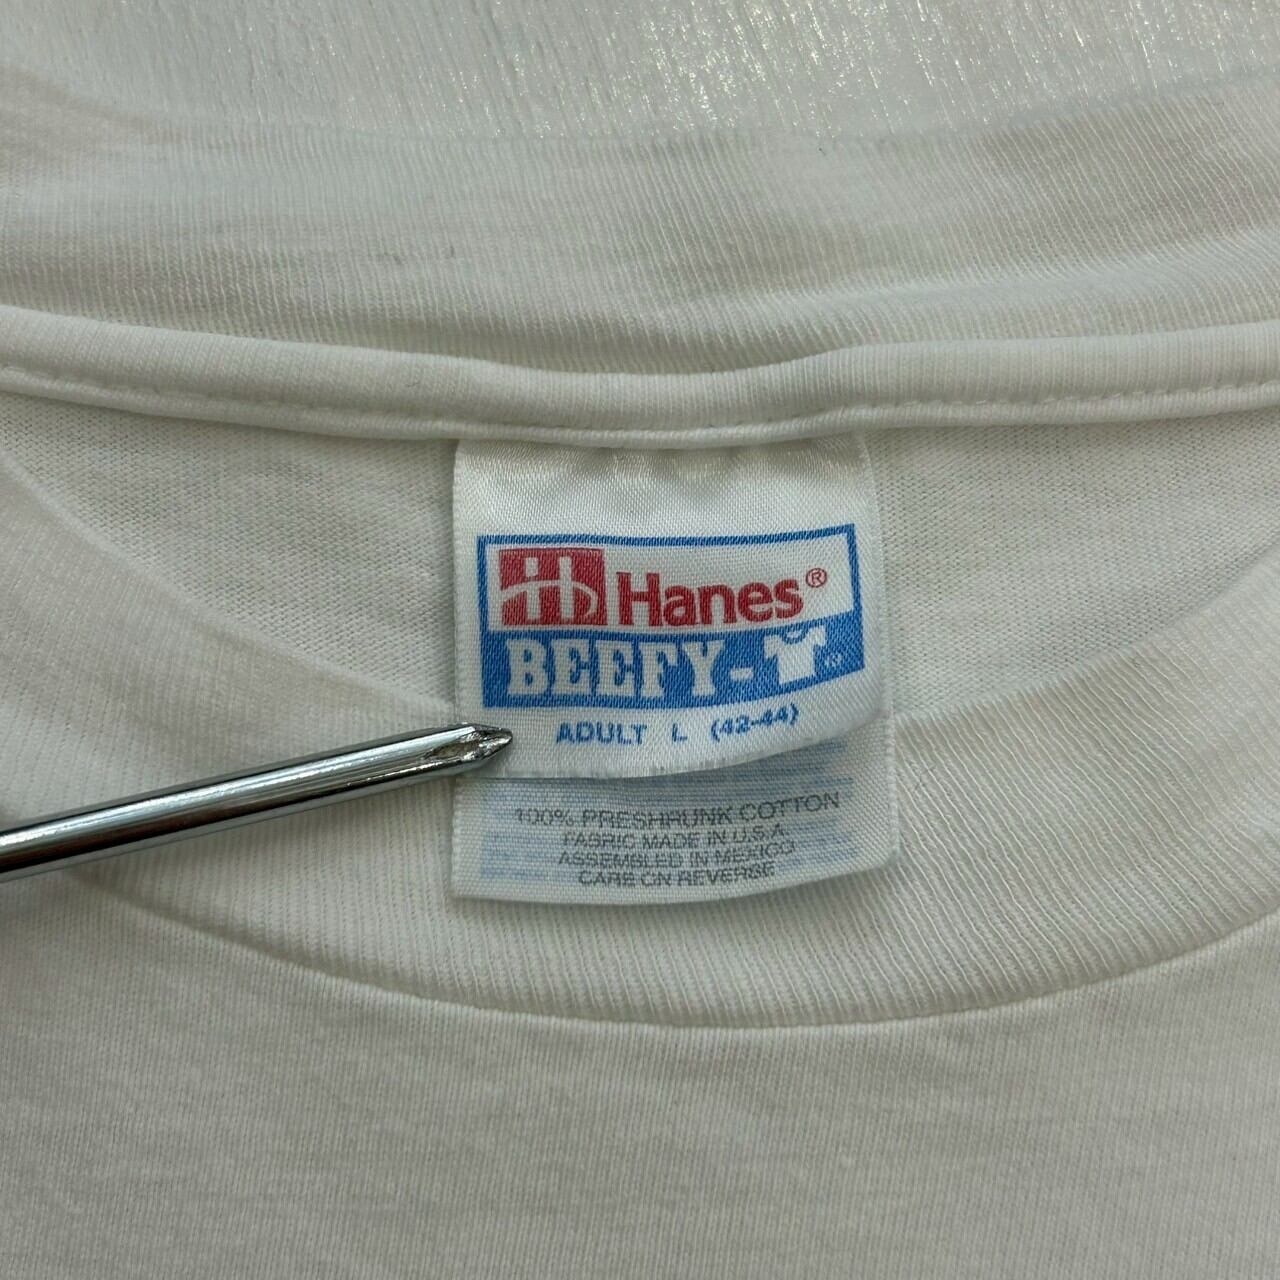 Hanes®
BEEFY-T®
ADULT L (42-44)
100% PRESHRUNK COTTON
FABRIC MADE IN U.S.A.
ASSEMBLED IN MEXICO
CARE ON REVERSE